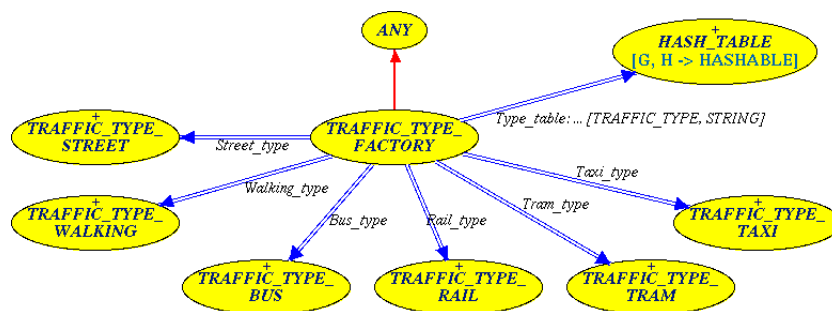 ANY
+
HASH_TABLE
[G, H -> HASHABLE]
Type_table: ... [TRAFFIC_TYPE, STRING]
+
TRAFFIC_TYPE_
STREET
Street_type
TRAFFIC_TYPE_
FACTORY
Taxi_type
Walking_type
+
TRAFFIC_TYPE_
WALKING
Bus_type
Rail_type
Tram_type
+
TRAFFIC_TYPE_
TAXI
+
TRAFFIC_TYPE_
BUS
+
TRAFFIC_TYPE_
RAIL
+
TRAFFIC_TYPE_
TRAM